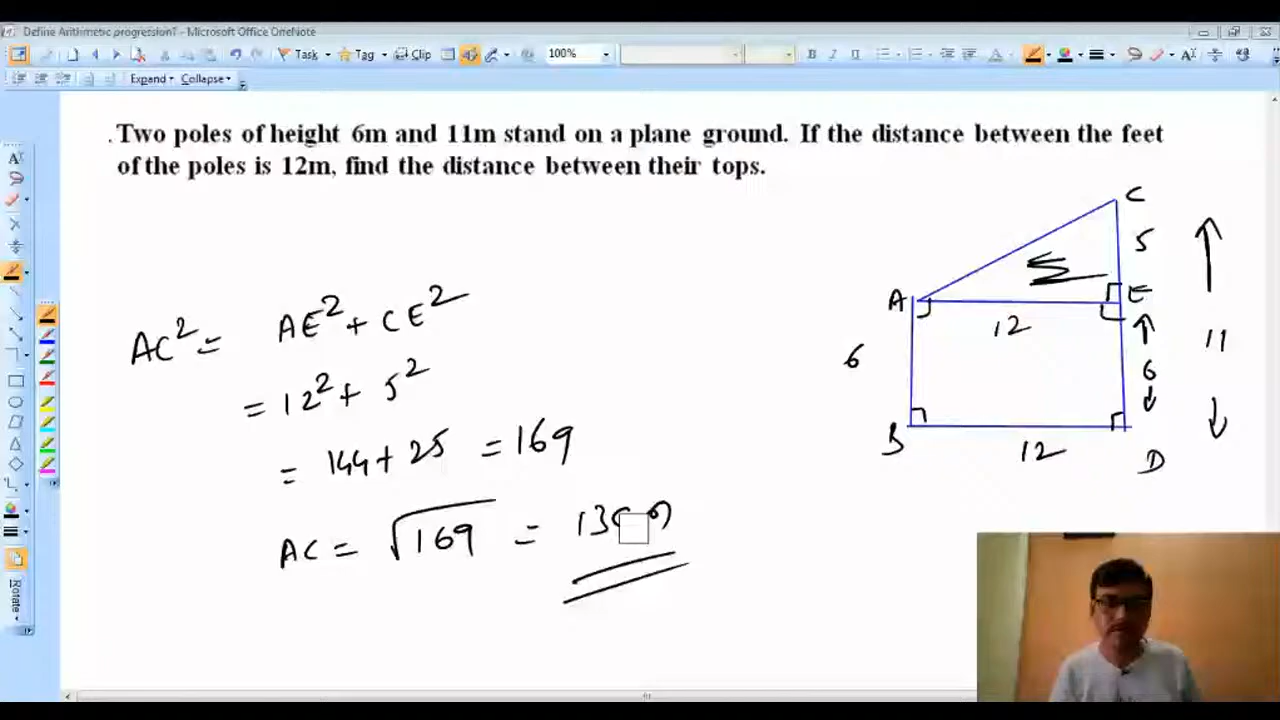 Define Arithmetic progression? - Microsoft Office OneNote
Task Tag Clip 100% B I U
Expand Collapse
. Two poles of height 6m and 11m stand on a plane ground. If the distance between the feet
of the poles is 12m, find the distance between their tops.
C
5
A E
12
6 6 11
B 12 D
AC² = AE² + CE²
= 12² + 5²
= 144 + 25 = 169
AC = √169 = 13
Rotate